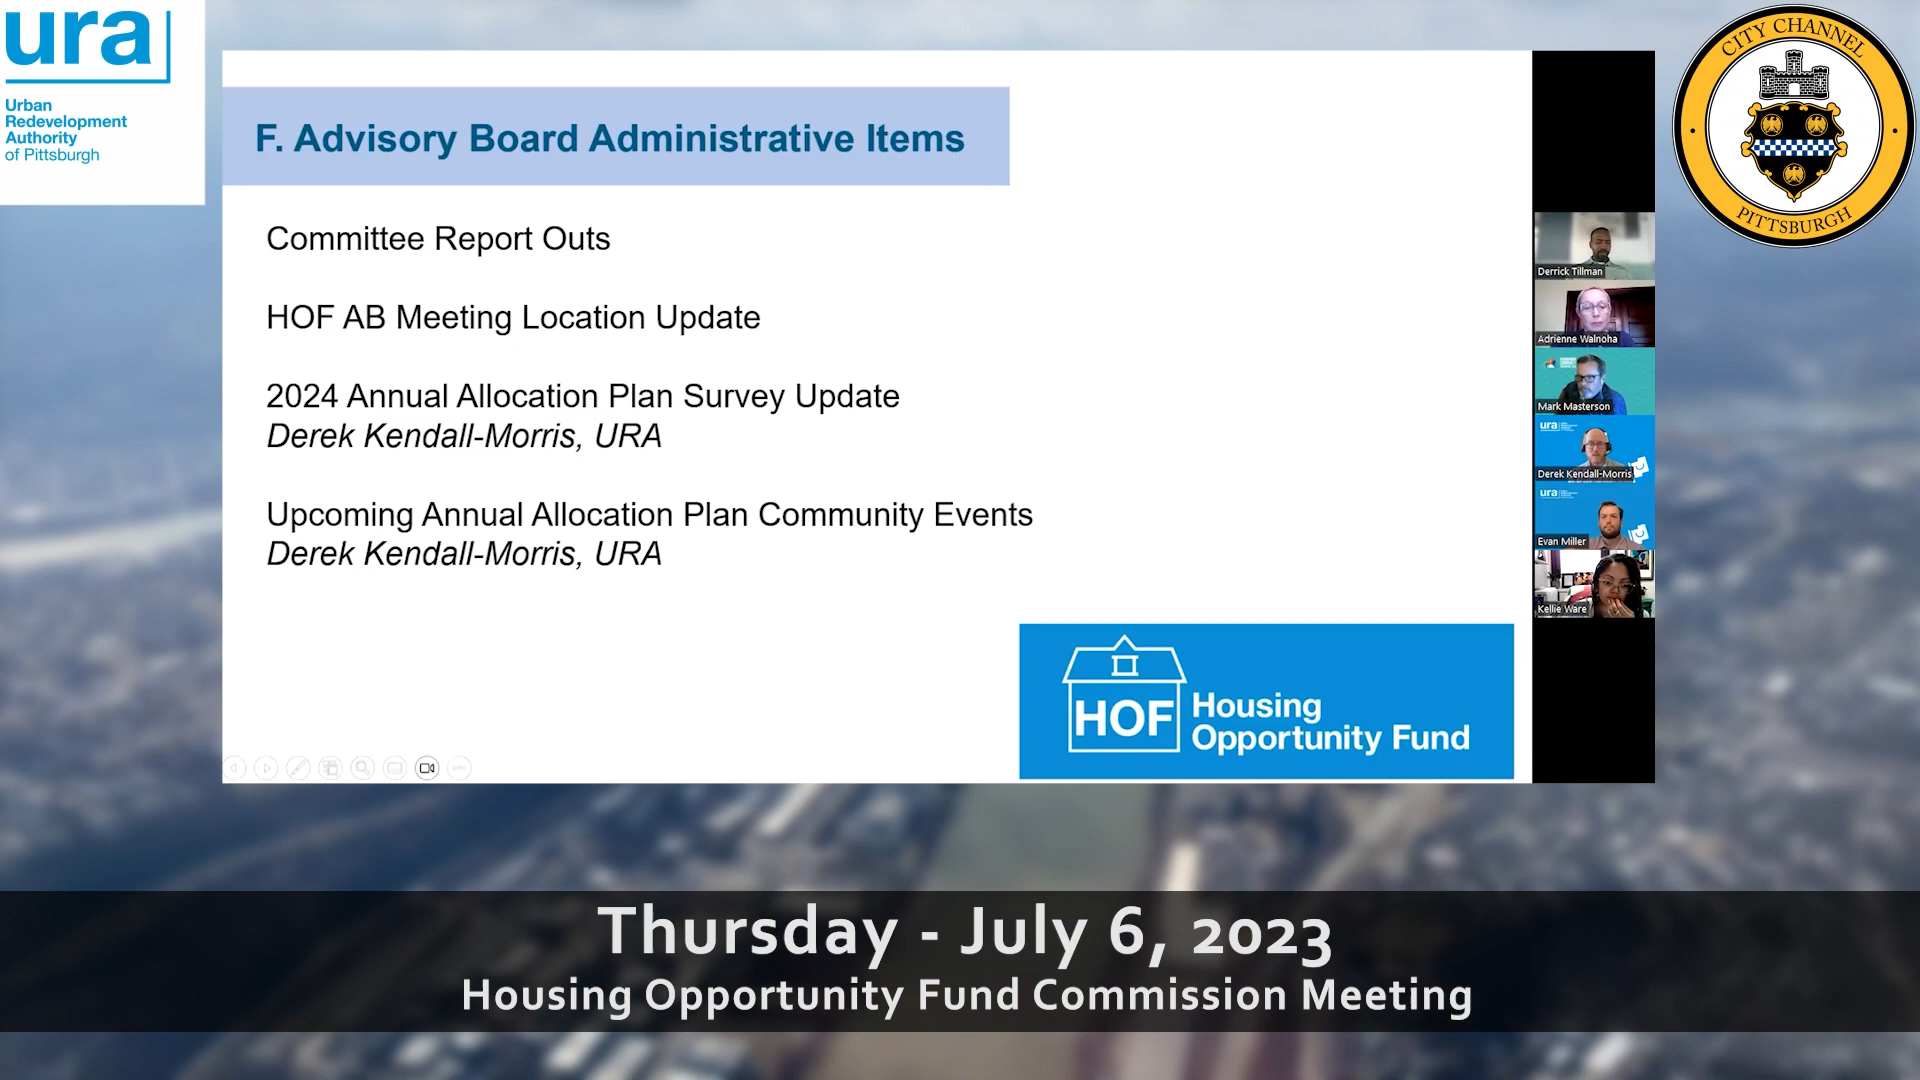 ura
Urban
Redevelopment
Authority
of Pittsburgh
CITY CHANNEL
PITTSBURGH
F. Advisory Board Administrative Items
Committee Report Outs
HOF AB Meeting Location Update
2024 Annual Allocation Plan Survey Update
Derek Kendall-Morris, URA
Upcoming Annual Allocation Plan Community Events
Derek Kendall-Morris, URA
HOF
Housing
Opportunity Fund
Derrick Tillman
Adrienne Walnoha
Mark Masterson
ura
Derek Kendall-Morris
ura
Evan Miller
Kellie Ware
Thursday - July 6, 2023
Housing Opportunity Fund Commission Meeting